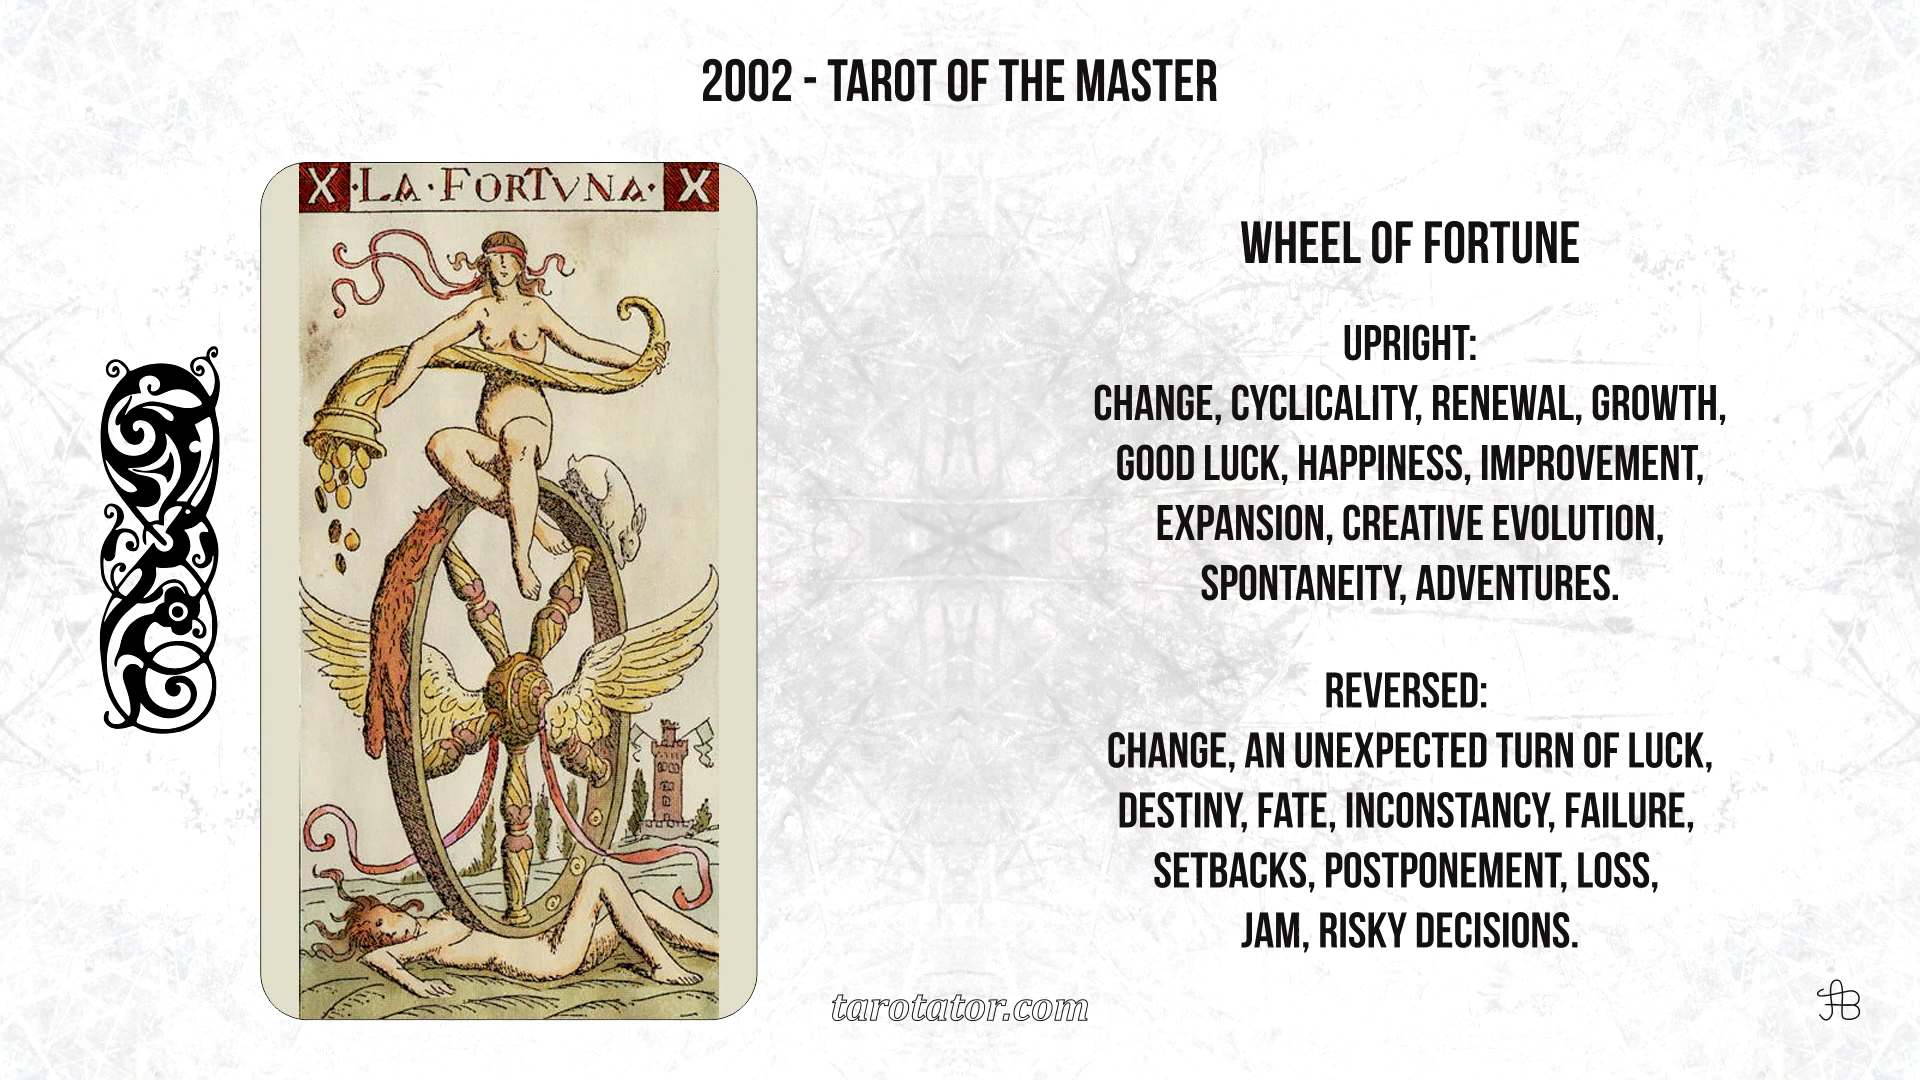 2002 - TAROT OF THE MASTER
X · LA · FORTVNA · X
WHEEL OF FORTUNE
UPRIGHT:
CHANGE, CYCLICALITY, RENEWAL, GROWTH,
GOOD LUCK, HAPPINESS, IMPROVEMENT,
EXPANSION, CREATIVE EVOLUTION,
SPONTANEITY, ADVENTURES.
REVERSED:
CHANGE, AN UNEXPECTED TURN OF LUCK,
DESTINY, FATE, INCONSTANCY, FAILURE,
SETBACKS, POSTPONEMENT, LOSS,
JAM, RISKY DECISIONS.
tarotator.com